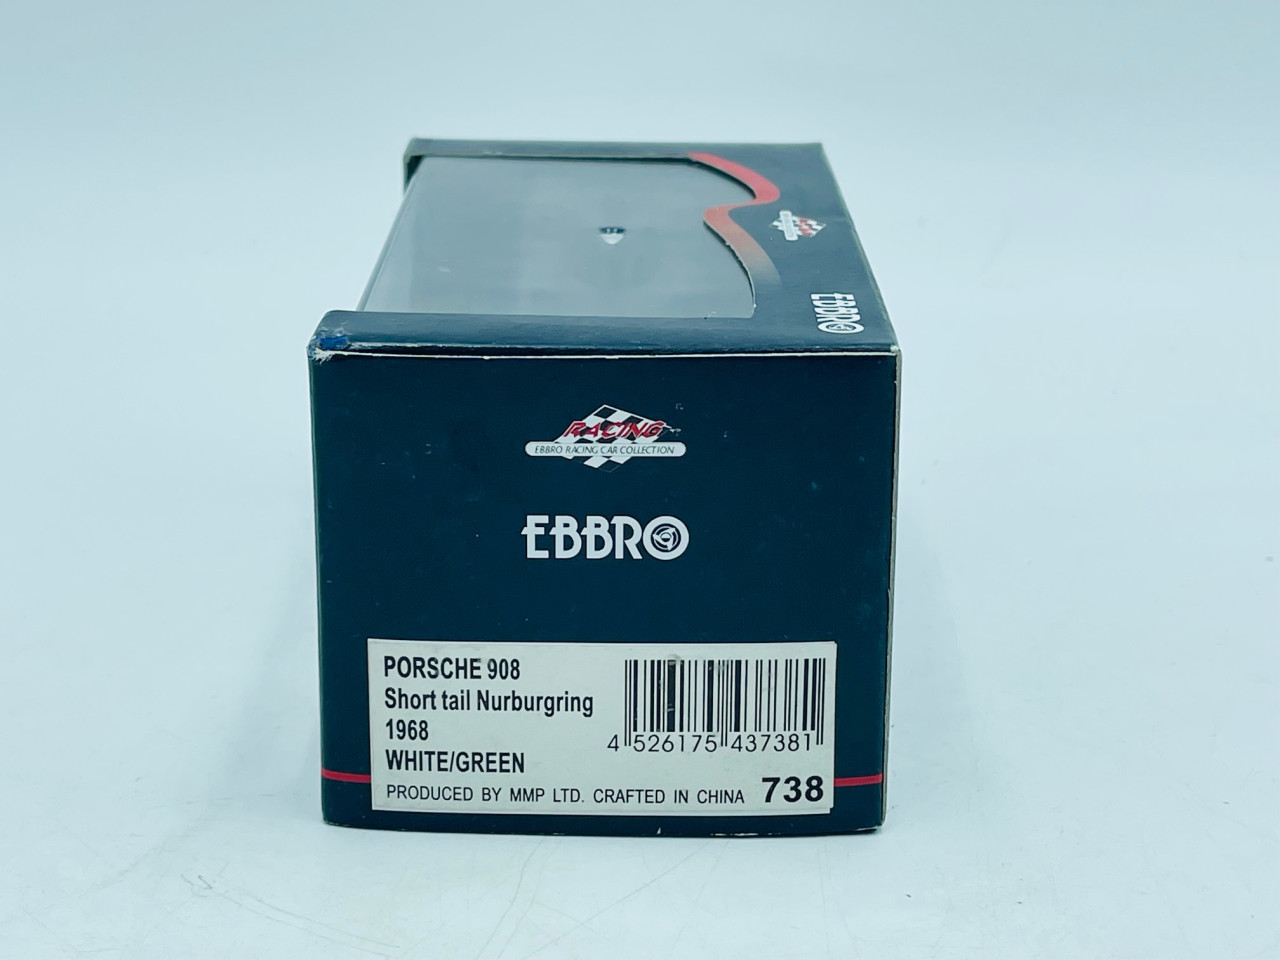 EBBRO
RACING
EBBRO RACING CAR COLLECTION
EBBRO
PORSCHE 908
Short tail Nurburgring
1968
WHITE/GREEN
4 526175 437381
PRODUCED BY MMP LTD. CRAFTED IN CHINA 738